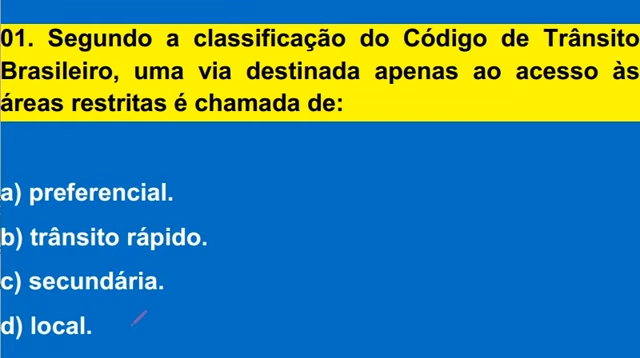 01. Segundo a classificação do Código de Trânsito
Brasileiro, uma via destinada apenas ao acesso às
áreas restritas é chamada de:
a) preferencial.
b) trânsito rápido.
c) secundária.
d) local.